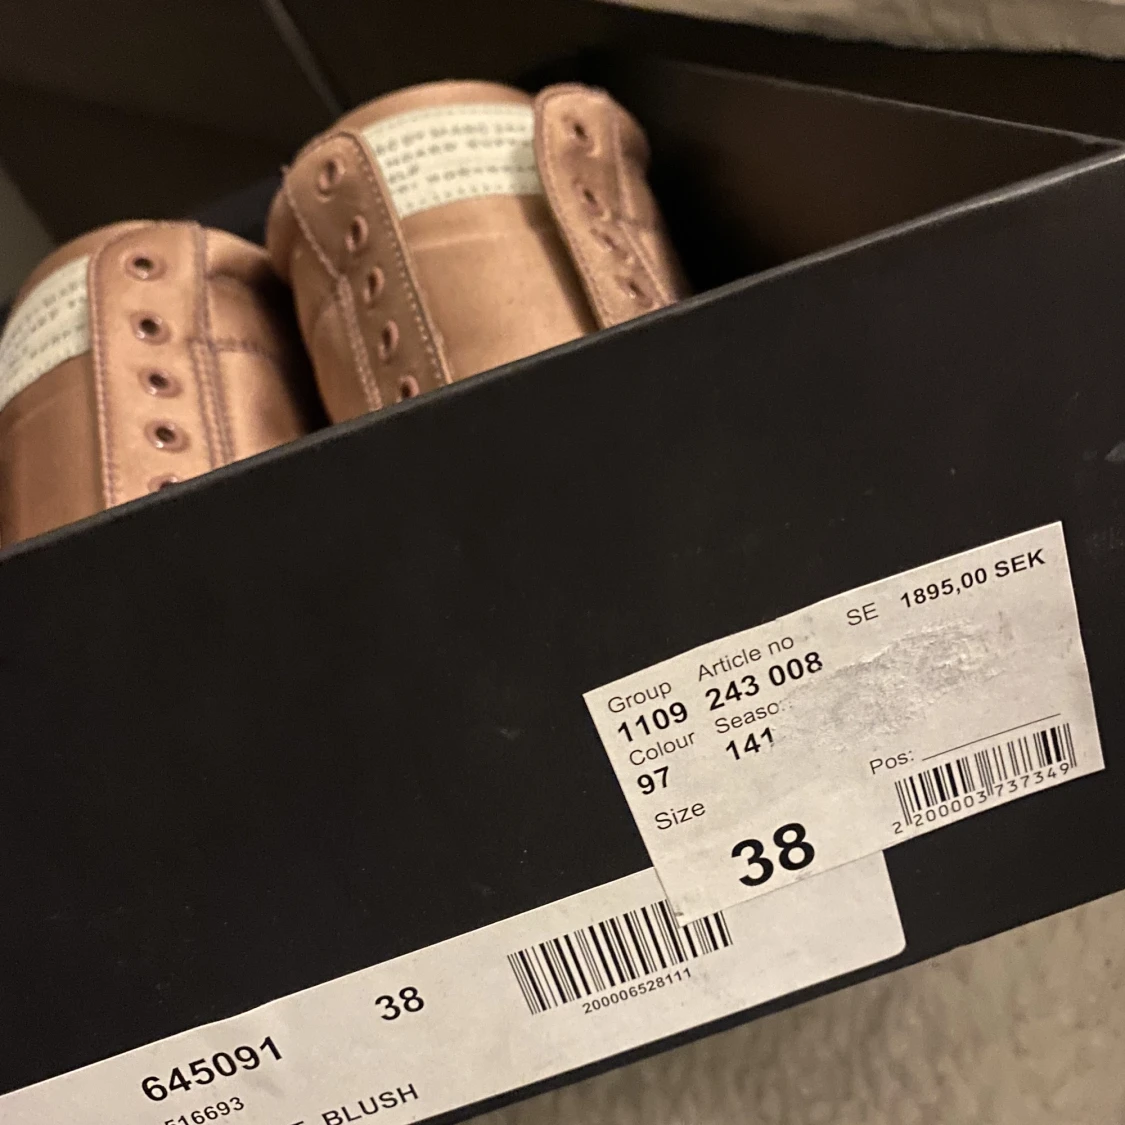 SE 1895,00 SEK
Group Article no
1109 243 008
Colour Seaso
97 141
Pos:
Size
38
2 200003 737349
38
200006528111
645091
516693
BLUSH